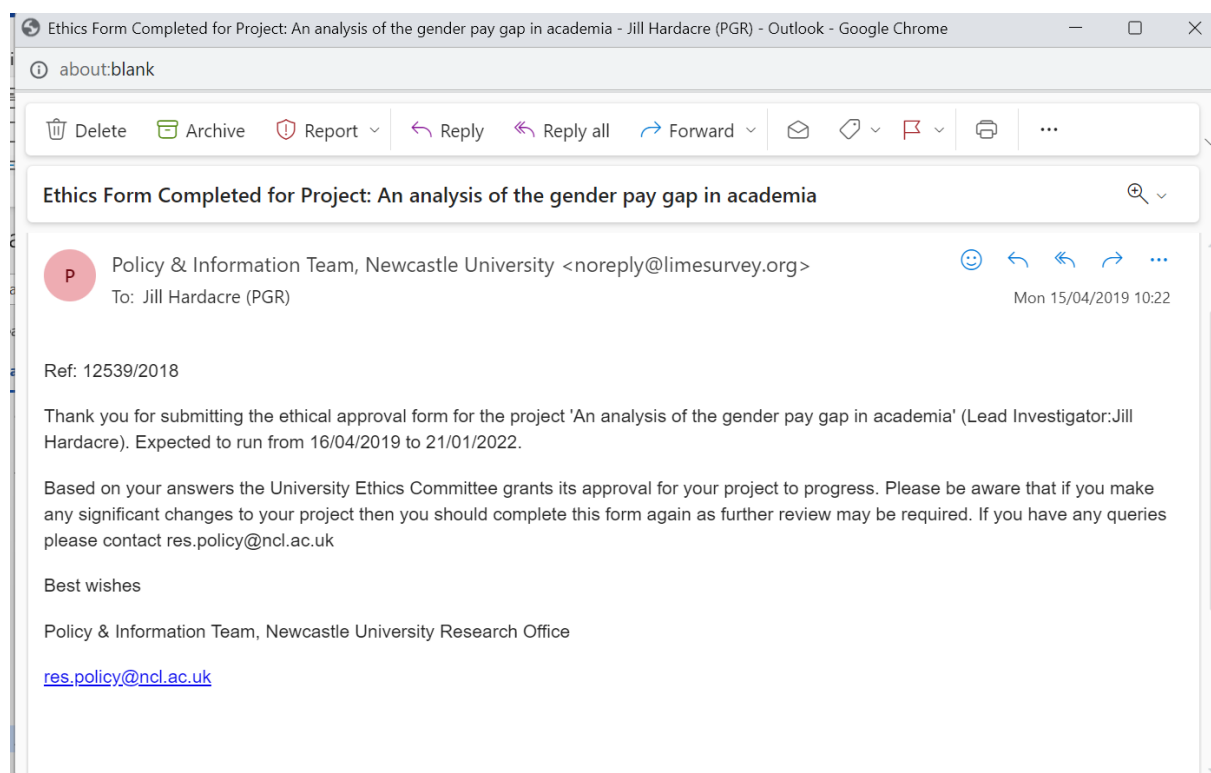 Ethics Form Completed for Project: An analysis of the gender pay gap in academia - Jill Hardacre (PGR) - Outlook - Google Chrome
about:blank
Delete Archive Report Reply Reply all Forward
Ethics Form Completed for Project: An analysis of the gender pay gap in academia
P
Policy & Information Team, Newcastle University <noreply@limesurvey.org>
To: Jill Hardacre (PGR)
Mon 15/04/2019 10:22
Ref: 12539/2018
Thank you for submitting the ethical approval form for the project 'An analysis of the gender pay gap in academia' (Lead Investigator:Jill
Hardacre). Expected to run from 16/04/2019 to 21/01/2022.
Based on your answers the University Ethics Committee grants its approval for your project to progress. Please be aware that if you make
any significant changes to your project then you should complete this form again as further review may be required. If you have any queries
please contact res.policy@ncl.ac.uk
Best wishes
Policy & Information Team, Newcastle University Research Office
res.policy@ncl.ac.uk